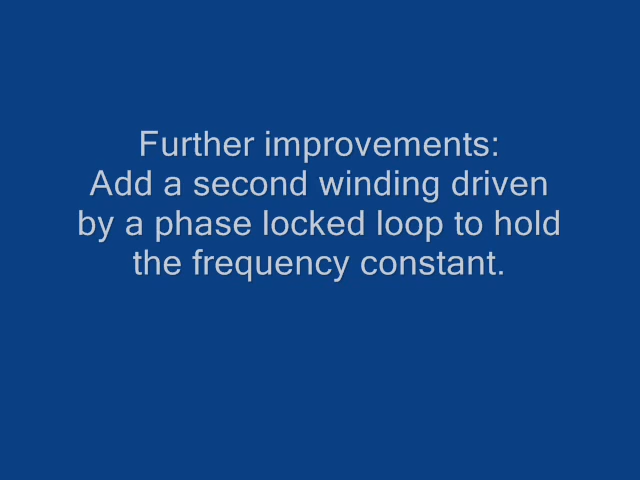 Further improvements:
Add a second winding driven
by a phase locked loop to hold
the frequency constant.